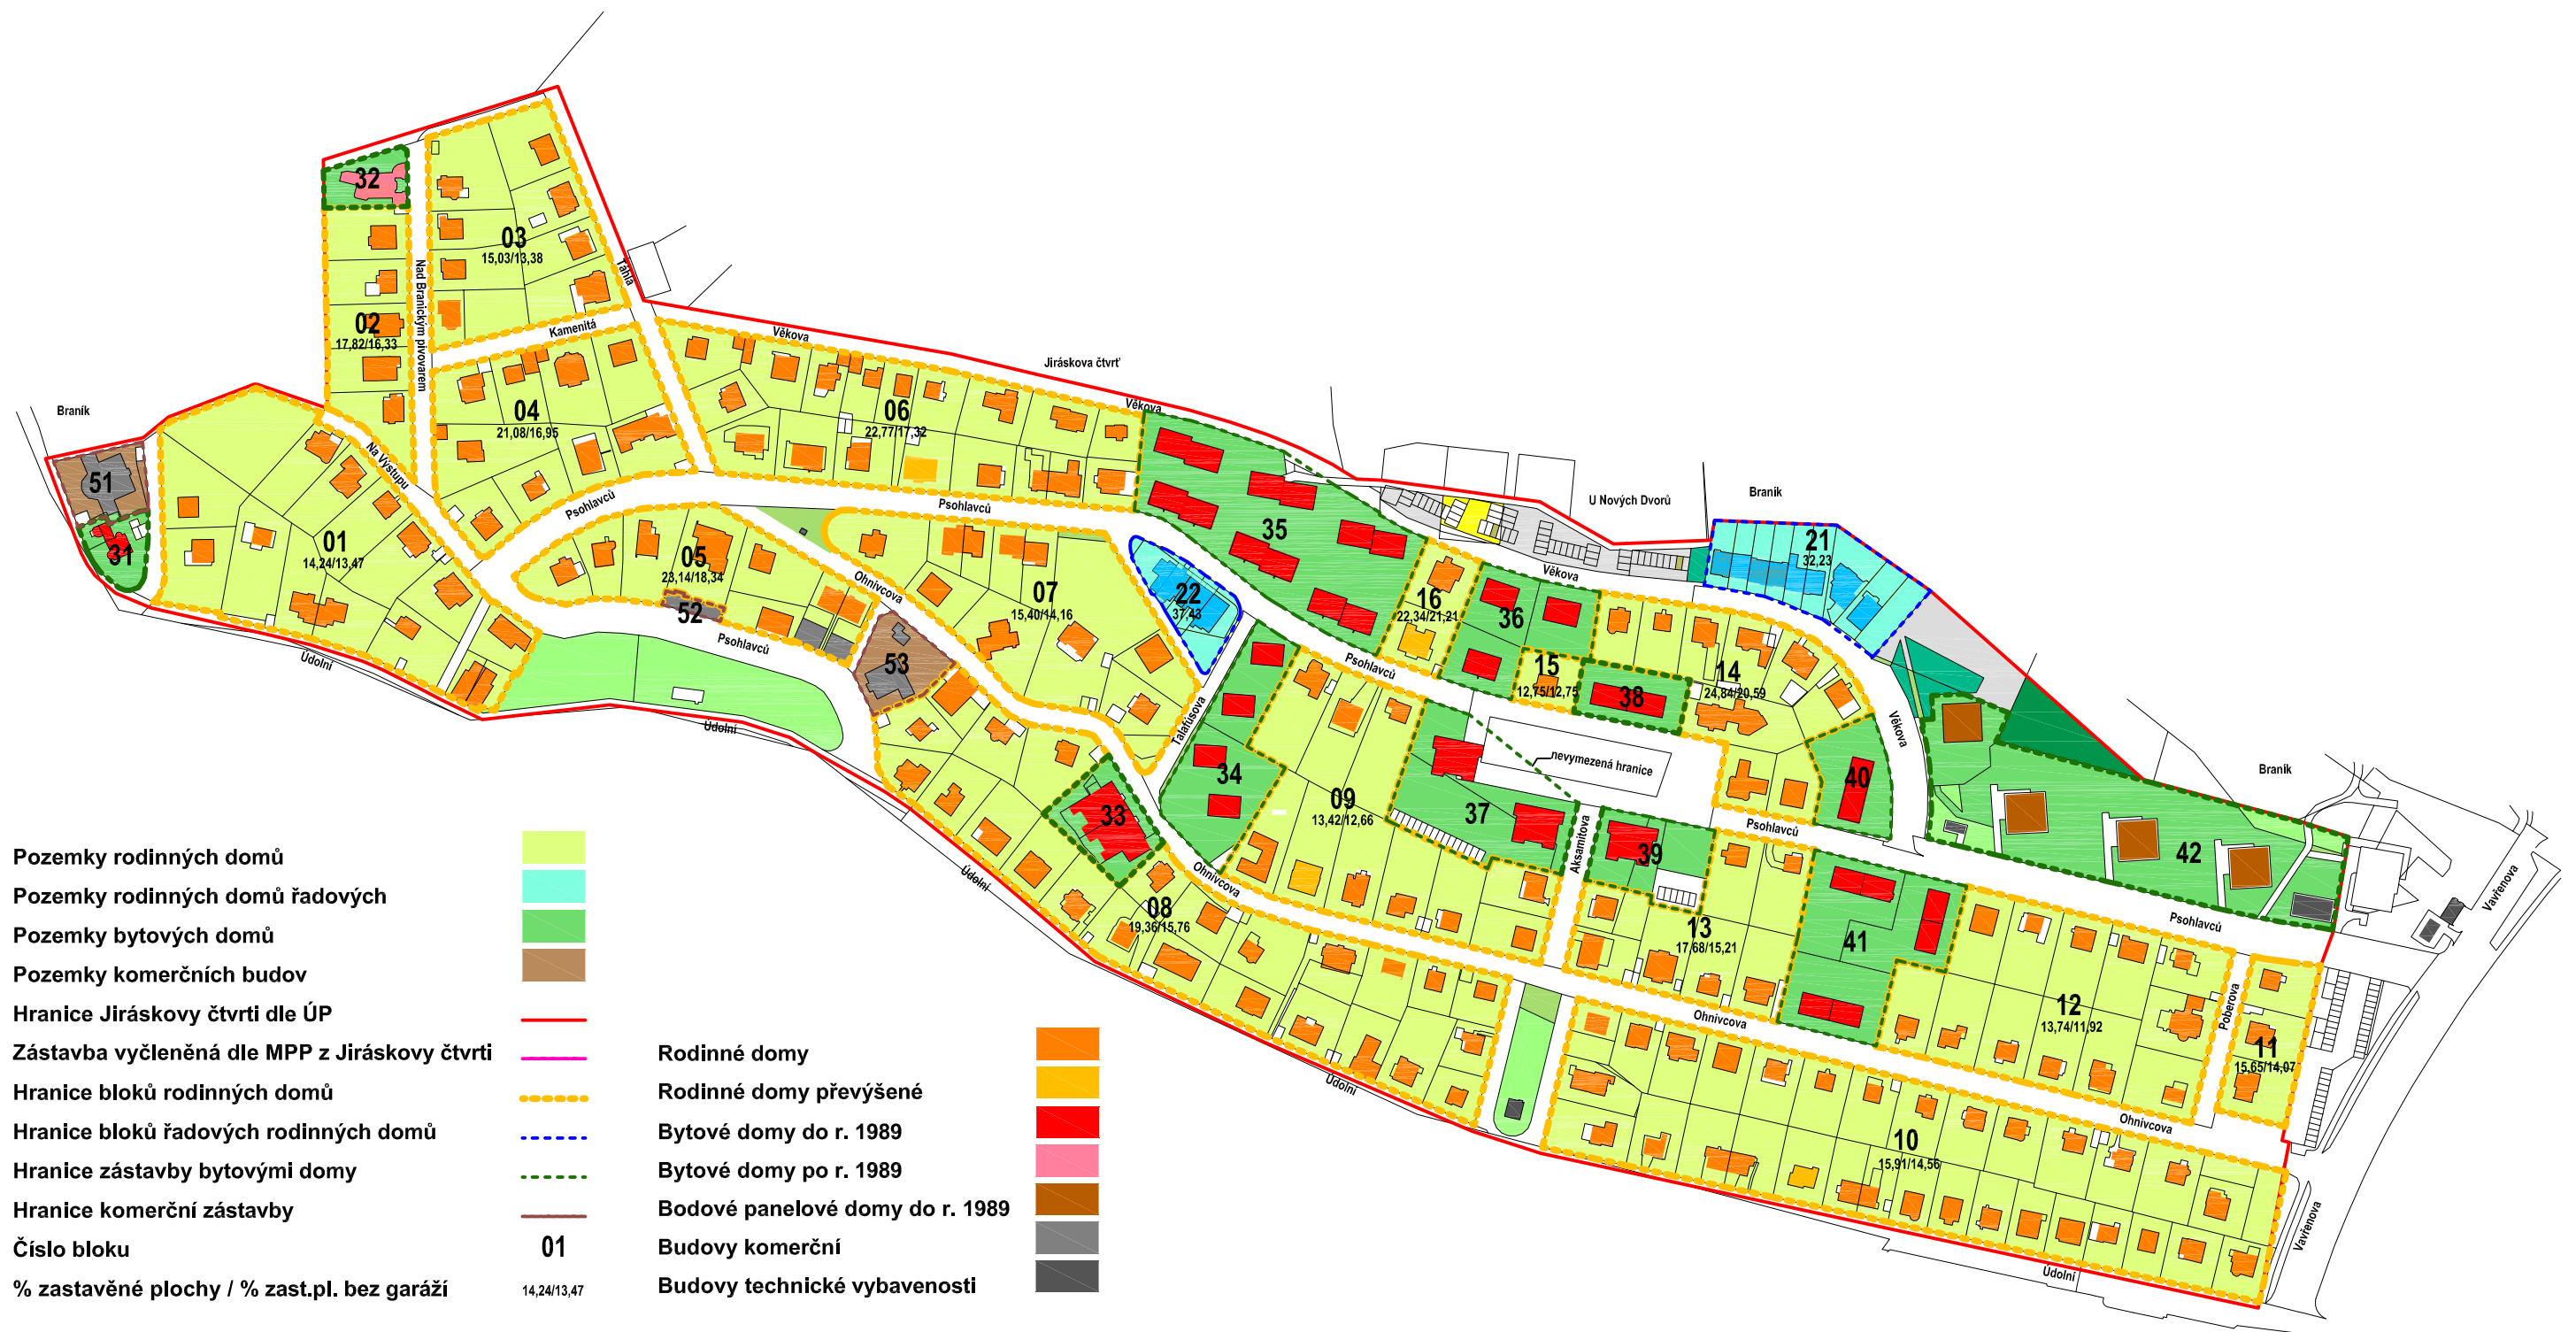 32
03
15,03/13,38
Táhla
Nad Branickým pivovarem
02
17,82/16,33
Kamenitá
Věkova
Jiráskova čtvrť
Braník
04
21,08/16,95
06
22,77/17,32
Věkova
Na Výstupu
51
31
01
14,24/13,47
Psohlavců
Psohlavců
05
23,14/18,34
52
Ohnivcova
07
15,40/14,16
22
37,43
35
U Nových Dvorů
Braník
21
32,23
Věkova
16
22,34/21,21
36
15
12,75/12,75
38
14
24,84/20,59
Psohlavců
53
Psohlavců
Údolní
Údolní
Talafúsova
Věkova
34
33
09
13,42/12,66
nevymezená hranice
37
40
Braník
Aksamitova
39
Psohlavců
42
Psohlavců
Vavřenova
Údolní
Ohnivcova
08
19,36/15,76
13
17,68/15,21
41
12
13,74/11,92
Poberova
11
15,65/14,07
Ohnivcova
Ohnivcova
Údolní
10
15,91/14,56
Vavřenova
Údolní
Pozemky rodinných domů
Pozemky rodinných domů řadových
Pozemky bytových domů
Pozemky komerčních budov
Hranice Jiráskovy čtvrti dle ÚP
Zástavba vyčleněná dle MPP z Jiráskovy čtvrti
Hranice bloků rodinných domů
Hranice bloků řadových rodinných domů
Hranice zástavby bytovými domy
Hranice komerční zástavby
Číslo bloku 01
% zastavěné plochy / % zast.pl. bez garáží 14,24/13,47
Rodinné domy
Rodinné domy převýšené
Bytové domy do r. 1989
Bytové domy po r. 1989
Bodové panelové domy do r. 1989
Budovy komerční
Budovy technické vybavenosti